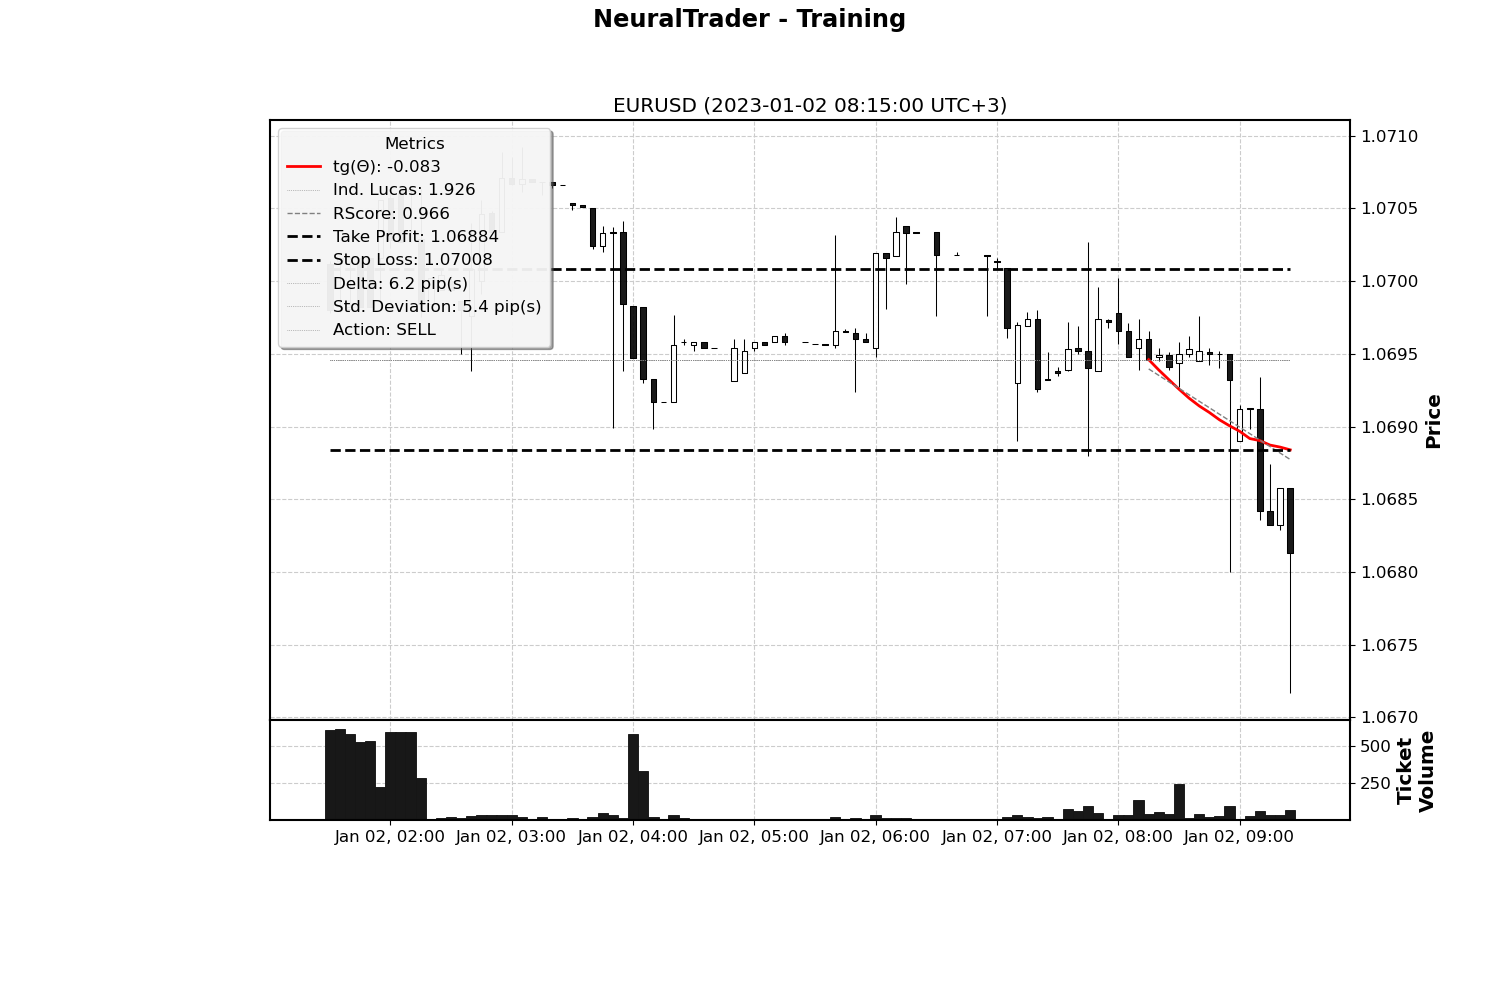 NeuralTrader - Training
EURUSD (2023-01-02 08:15:00 UTC+3)
Metrics
tg(Θ): -0.083
Ind. Lucas: 1.926
RScore: 0.966
Take Profit: 1.06884
Stop Loss: 1.07008
Delta: 6.2 pip(s)
Std. Deviation: 5.4 pip(s)
Action: SELL
1.0710
1.0705
1.0700
1.0695
1.0690
1.0685
1.0680
1.0675
1.0670
Price
500
250
Ticket
Volume
Jan 02, 02:00
Jan 02, 03:00
Jan 02, 04:00
Jan 02, 05:00
Jan 02, 06:00
Jan 02, 07:00
Jan 02, 08:00
Jan 02, 09:00